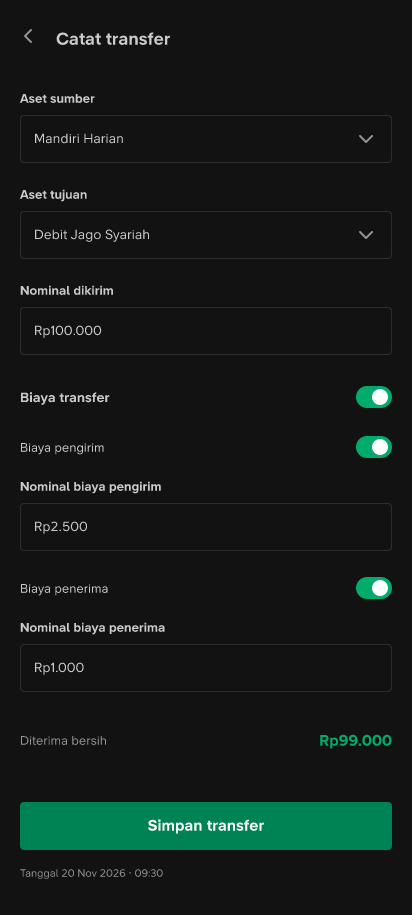 Catat transfer
Aset sumber
Mandiri Harian
Aset tujuan
Debit Jago Syariah
Nominal dikirim
Rp100.000
Biaya transfer
Biaya pengirim
Nominal biaya pengirim
Rp2.500
Biaya penerima
Nominal biaya penerima
Rp1.000
Diterima bersih Rp99.000
Simpan transfer
Tanggal 20 Nov 2026 · 09:30